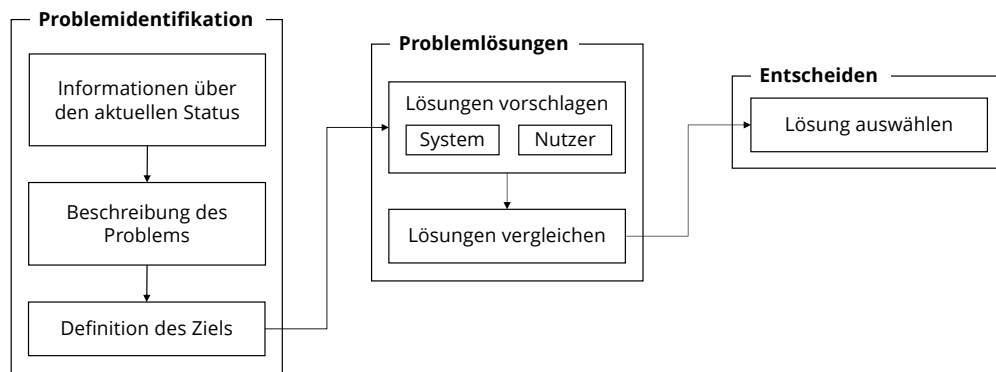 Problemidentifikation
Informationen über
den aktuellen Status
Beschreibung des
Problems
Definition des Ziels
Problemlösungen
Lösungen vorschlagen
System
Nutzer
Lösungen vergleichen
Entscheiden
Lösung auswählen